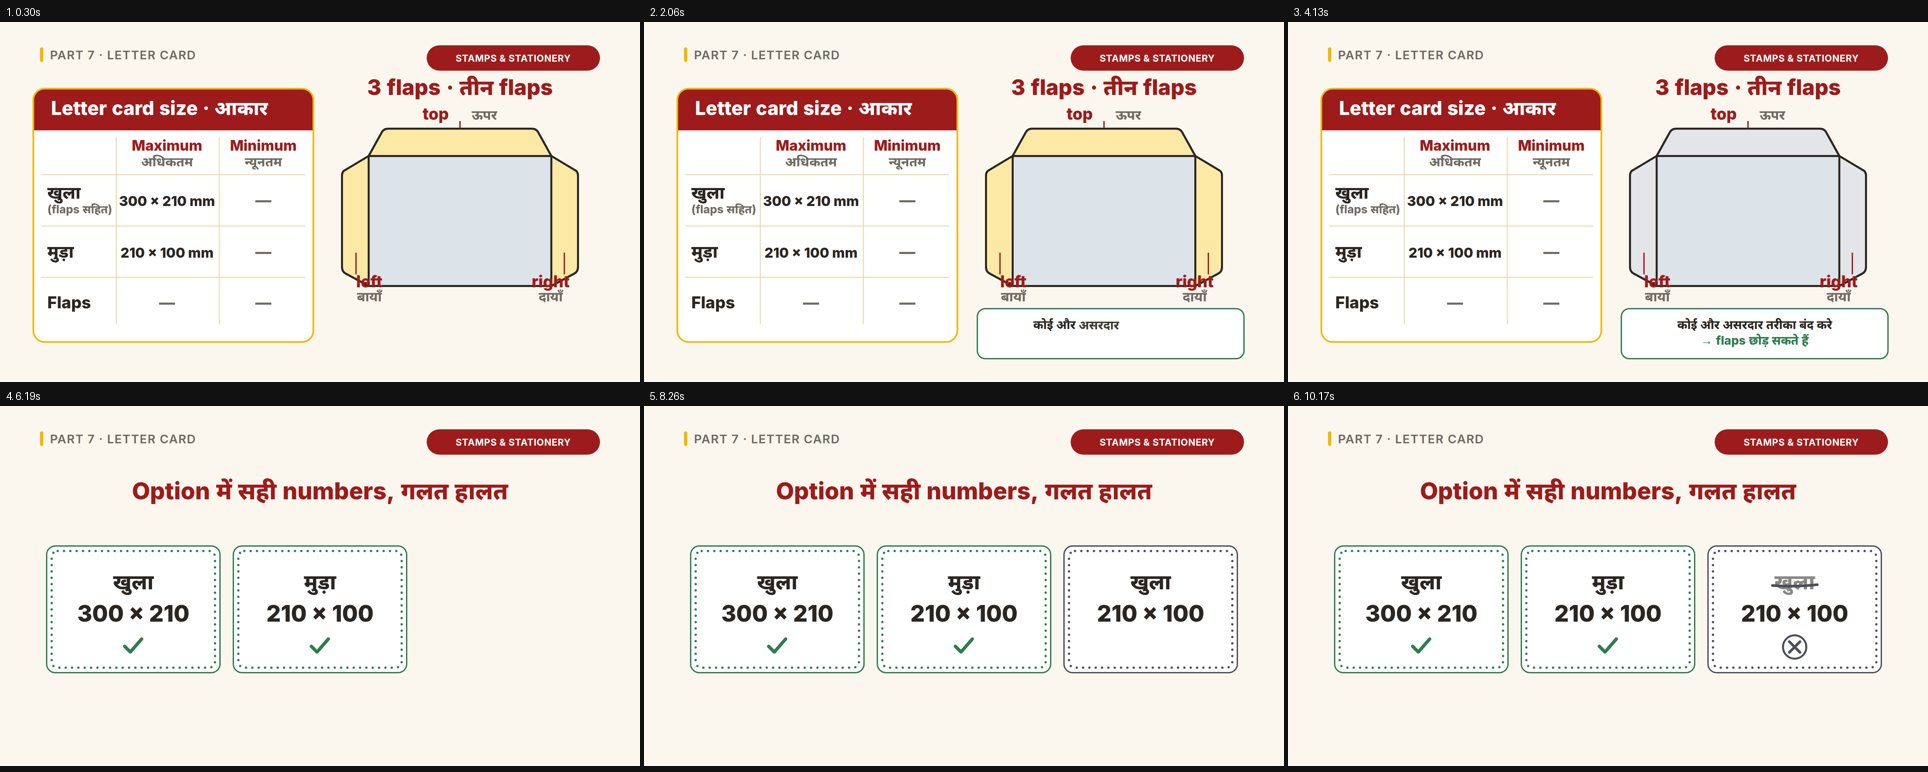 1. 0.30s
PART 7 · LETTER CARD
STAMPS & STATIONERY
3 flaps · तीन flaps
top ऊपर
Letter card size · आकार
Maximum Minimum
अधिकतम न्यूनतम
खुला
(flaps सहित)
300 × 210 mm —
मुड़ा 210 × 100 mm —
Flaps — —
left right
बायाँ दायाँ
2. 2.06s
PART 7 · LETTER CARD
STAMPS & STATIONERY
3 flaps · तीन flaps
top ऊपर
Letter card size · आकार
Maximum Minimum
अधिकतम न्यूनतम
खुला
(flaps सहित)
300 × 210 mm —
मुड़ा 210 × 100 mm —
Flaps — —
left right
बायाँ दायाँ
कोई और असरदार
3. 4.13s
PART 7 · LETTER CARD
STAMPS & STATIONERY
3 flaps · तीन flaps
top ऊपर
Letter card size · आकार
Maximum Minimum
अधिकतम न्यूनतम
खुला
(flaps सहित)
300 × 210 mm —
मुड़ा 210 × 100 mm —
Flaps — —
left right
बायाँ दायाँ
कोई और असरदार तरीका बंद करे
→ flaps छोड़ सकते हैं
4. 6.19s
PART 7 · LETTER CARD
STAMPS & STATIONERY
Option में सही numbers, गलत हालत
खुला मुड़ा
300 × 210 210 × 100
5. 8.26s
PART 7 · LETTER CARD
STAMPS & STATIONERY
Option में सही numbers, गलत हालत
खुला मुड़ा खुला
300 × 210 210 × 100 210 × 100
6. 10.17s
PART 7 · LETTER CARD
STAMPS & STATIONERY
Option में सही numbers, गलत हालत
खुला मुड़ा खुला
300 × 210 210 × 100 210 × 100